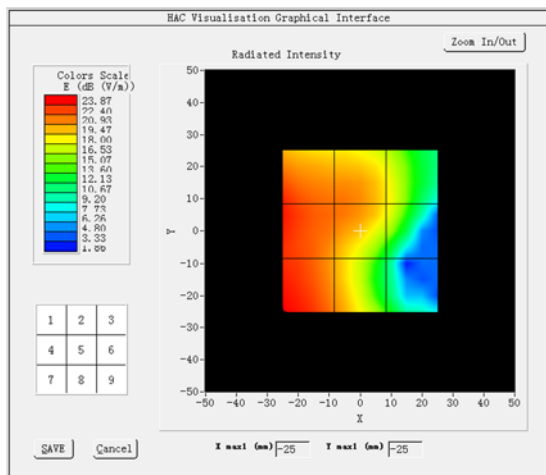 HAC Visualisation Graphical Interface
Zoom In/Out
Radiated Intensity
Colors Scale
E (dB (V/m))
23.87
22.40
20.93
19.47
18.00
16.53
15.07
13.60
12.13
10.67
9.20
7.73
6.26
4.80
3.33
1.86
50
40
30
20
10
0
-10
-20
-30
-40
-50
Y
-50 -40 -30 -20 -10 0 10 20 30 40 50
X
1 2 3
4 5 6
7 8 9
SAVE Cancel
X max1 (mm) -25 Y max1 (mm) -25